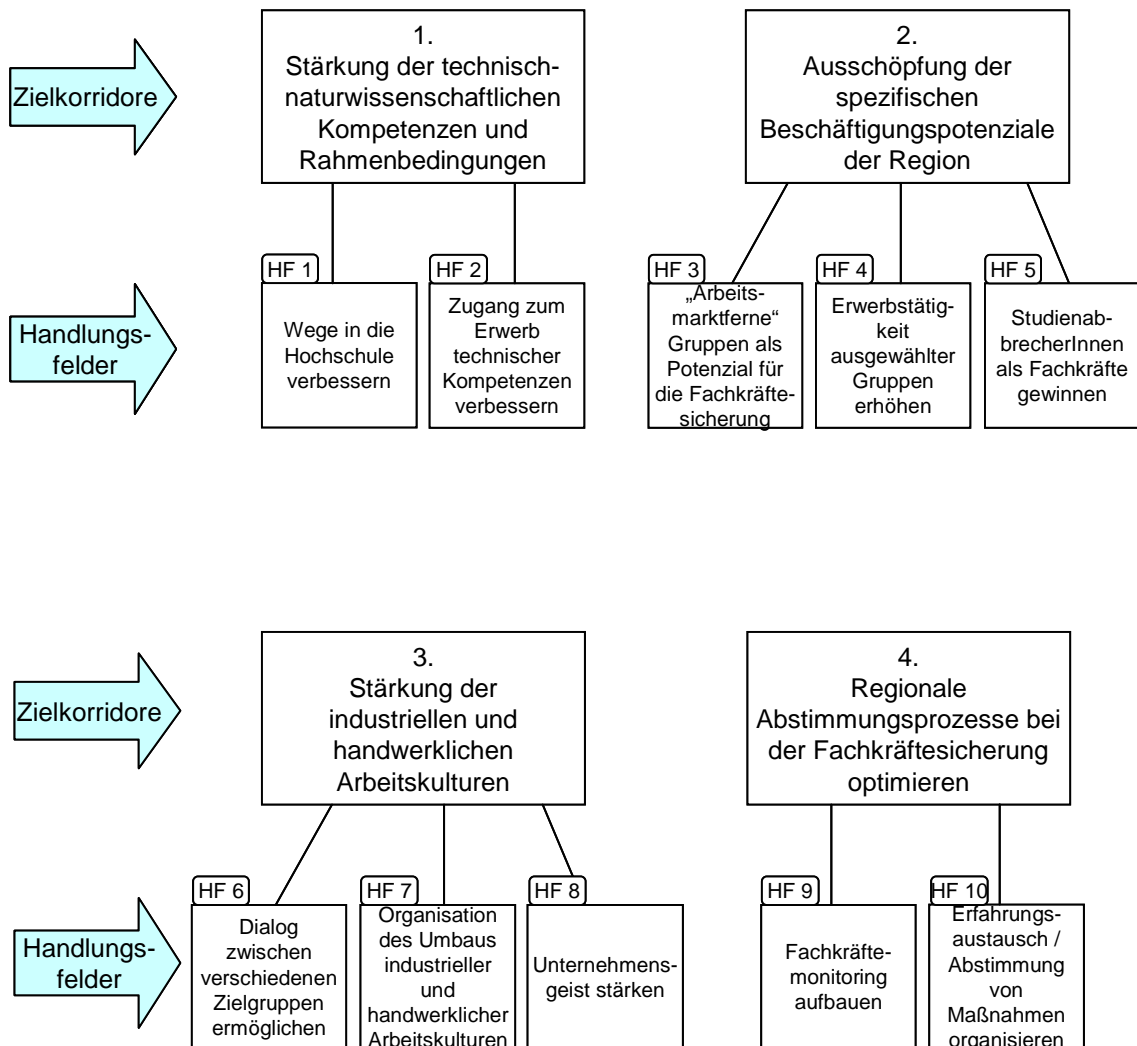 Zielkorridore
1.
Stärkung der technisch-
naturwissenschaftlichen
Kompetenzen und
Rahmenbedingungen
2.
Ausschöpfung der
spezifischen
Beschäftigungspotenziale
der Region
Handlungs-
felder
HF 1
Wege in die
Hochschule
verbessern
HF 2
Zugang zum
Erwerb
technischer
Kompetenzen
verbessern
HF 3
„Arbeits-
marktferne“
Gruppen als
Potenzial für
die Fachkräfte-
sicherung
HF 4
Erwerbstätig-
keit
ausgewählter
Gruppen
erhöhen
HF 5
Studienab-
brecherInnen
als Fachkräfte
gewinnen
Zielkorridore
3.
Stärkung der
industriellen und
handwerklichen
Arbeitskulturen
4.
Regionale
Abstimmungsprozesse bei
der Fachkräftesicherung
optimieren
Handlungs-
felder
HF 6
Dialog
zwischen
verschiedenen
Zielgruppen
ermöglichen
HF 7
Organisation
des Umbaus
industrieller
und
handwerklicher
Arbeitskulturen
HF 8
Unternehmens-
geist stärken
HF 9
Fachkräfte-
monitoring
aufbauen
HF 10
Erfahrungs-
austausch /
Abstimmung
von
Maßnahmen
organisieren